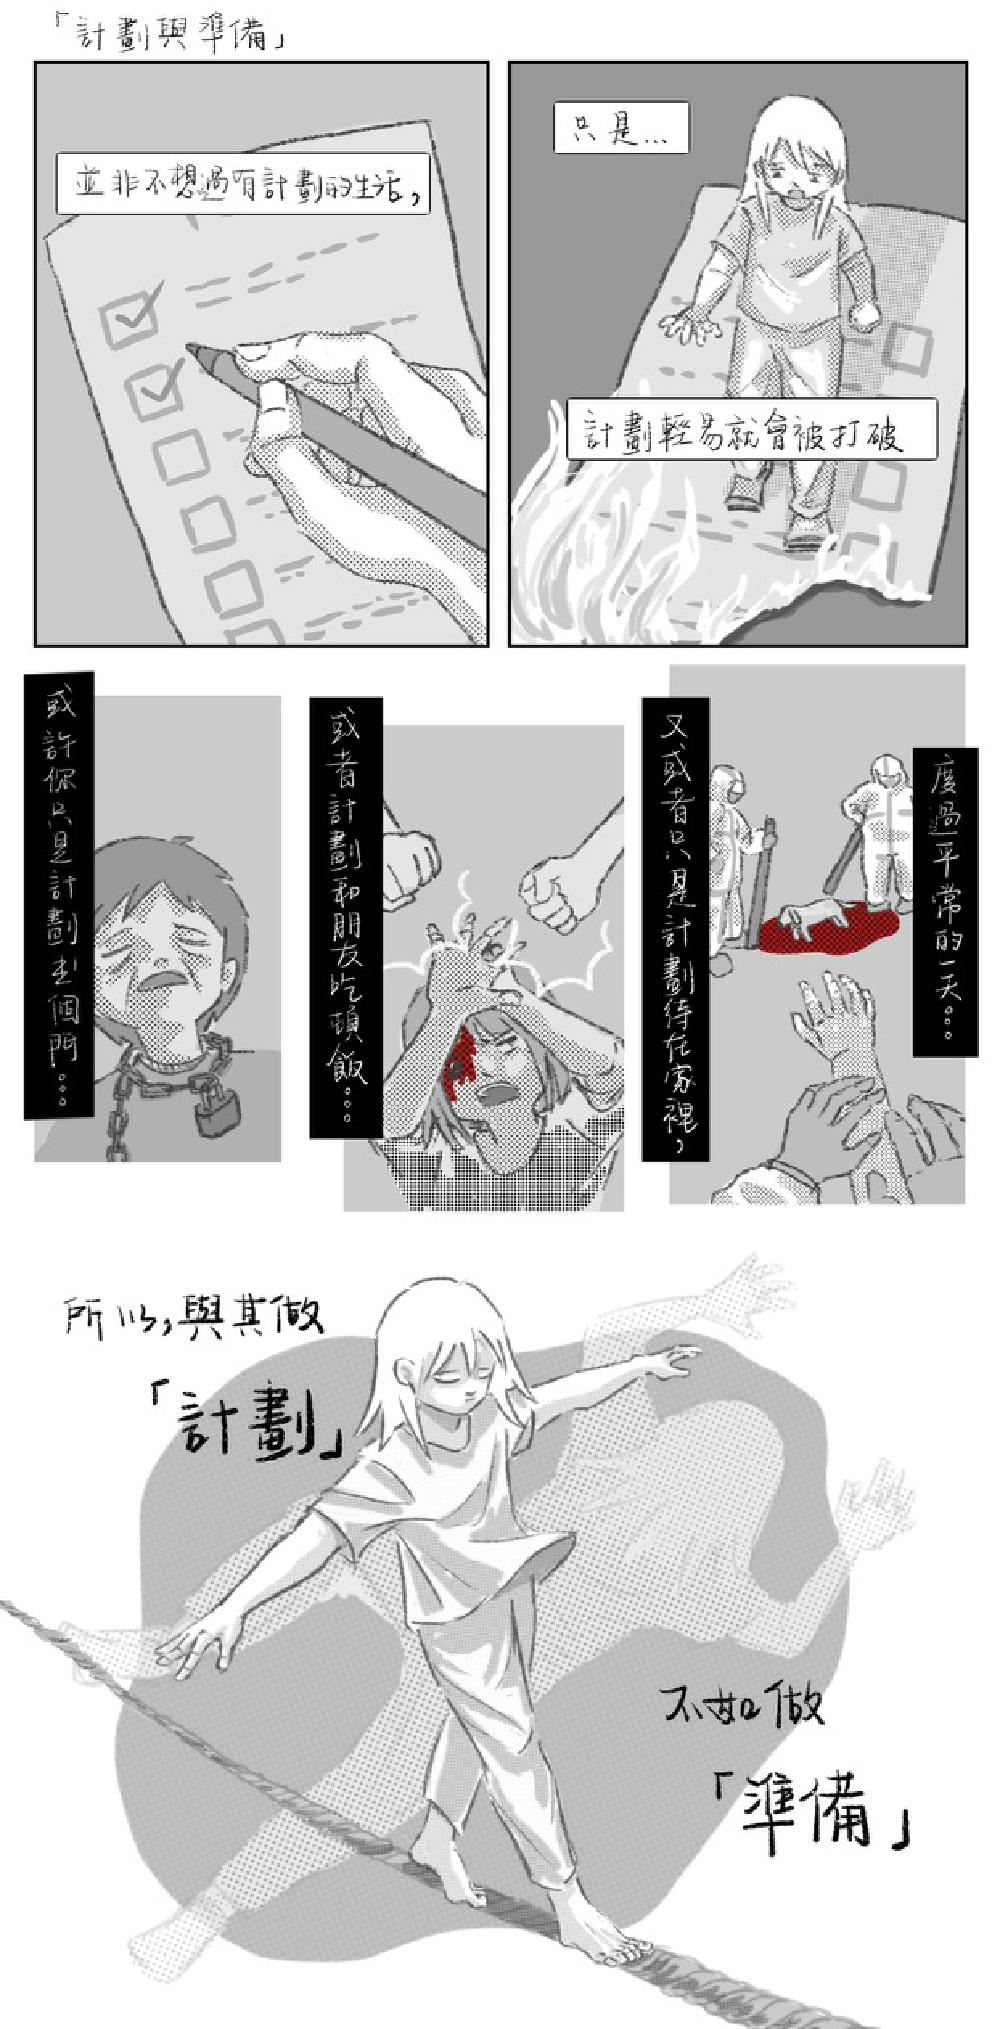 「計劃與準備」
並非不想過有計劃的生活,
只是...
計劃輕易就會被打破
或許你只是計劃出個門...
或者計劃和朋友吃頓飯...
又或者只是計劃待在家裡,
度過平常的一天...
所以,與其做
「計劃」
不如做
「準備」